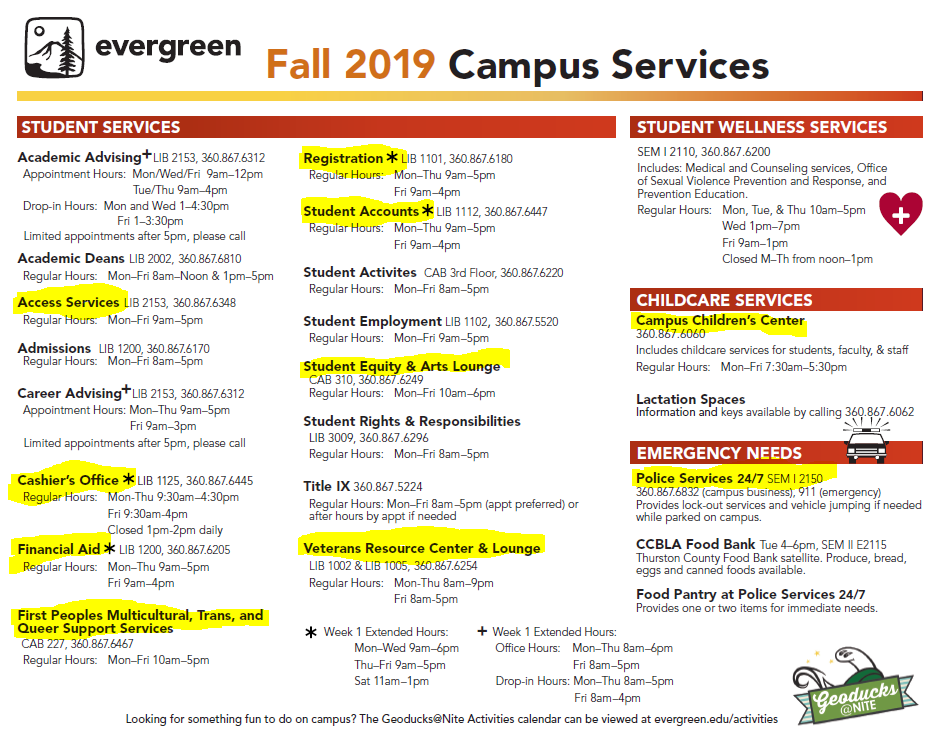 evergreen
Fall 2019 Campus Services
STUDENT SERVICES
Academic Advising+ LIB 2153, 360.867.6312
Appointment Hours: Mon/Wed/Fri 9am–12pm
Tue/Thy 9am–4pm
Drop-in Hours: Mon and Wed 1–4:30pm
Fri 1–3:30pm
Limited appointments after 5pm, please call
Academic Deans LIB 2002, 360.867.6810
Regular Hours: Mon–Fri 8am–Noon & 1pm–5pm
Access Services LIB 2153, 360.867.6348
Regular Hours: Mon–Fri 9am–5pm
Admissions LIB 1200, 360.867.6170
Regular Hours: Mon–Fri 8am–5pm
Career Advising+ LIB 2153, 360.867.6312
Appointment Hours: Mon–Thu 9am–5pm
Fri 9am–3pm
Limited appointments after 5pm, please call
Cashier's Office * LIB 1125, 360.867.6445
Regular Hours: Mon-Thy 9:30am–4:30pm
Fri 9:30am-4pm
Closed 1pm-2pm daily
Financial Aid * LIB 1200, 360.867.6205
Regular Hours: Mon–Thu 9am–5pm
Fri 9am–4pm
First Peoples Multicultural, Trans, and
Queer Support Services
CAB 227, 360.867.6467
Regular Hours: Mon–Fri 10am–5pm
Registration * LIB 1101, 360.867.6180
Regular Hours: Mon–Thu 9am–5pm
Fri 9am–4pm
Student Accounts * LIB 1112, 360.867.6447
Regular Hours: Mon–Thu 9am–5pm
Fri 9am–4pm
Student Activites CAB 3rd Floor, 360.867.6220
Regular Hours: Mon–Fri 8am–5pm
Student Employment LIB 1102, 360.867.5520
Regular Hours: Mon–Fri 9am–5pm
Student Equity & Arts Lounge
CAB 310, 360.867.6249
Regular Hours: Mon–Fri 10am–6pm
Student Rights & Responsibilities
LIB 3009, 360.867.6296
Regular Hours: Mon–Fri 8am–5pm
Title IX 360.867.5224
Regular Hours: Mon–Fri 8am–5pm (appt preferred) or
after hours by appt if needed
Veterans Resource Center & Lounge
LIB 1002 & LIB 1005, 360.867.6254
Regular Hours: Mon-Thu 8am–9pm
Fri 8am-5pm
* Week 1 Extended Hours:
Mon–Wed 9am–6pm
Thu–Fri 9am–5pm
Sat 11am–1pm
+ Week 1 Extended Hours:
Office Hours: Mon–Thu 8am–6pm
Fri 8am–5pm
Drop-in Hours: Mon–Thu 8am–5pm
Fri 8am–4pm
STUDENT WELLNESS SERVICES
SEM I 2110, 360.867.6200
Includes: Medical and Counseling services, Office
of Sexual Violence Prevention and Response, and
Prevention Education.
Regular Hours: Mon, Tue, & Thu 10am–5pm
Wed 1pm–7pm
Fri 9am–1pm
Closed M–Th from noon–1pm
CHILDCARE SERVICES
Campus Children's Center
360.867.6060
Includes childcare services for students, faculty, & staff
Regular Hours: Mon–Fri 7:30am–5:30pm
Lactation Spaces
Information and keys available by calling 360.867.6062
EMERGENCY NEEDS
Police Services 24/7 SEM I 2150
360.867.6832 (campus business), 911 (emergency)
Provides lock-out services and vehicle jumping if needed
while parked on campus.
CCBLA Food Bank Tue 4–6pm, SEM II E2115
Thurston County Food Bank satellite. Produce, bread,
eggs and canned foods available.
Food Pantry at Police Services 24/7
Provides one or two items for immediate needs.
Geoducks
@NITE
Looking for something fun to do on campus? The Geoducks@Nite Activities calendar can be viewed at evergreen.edu/activities